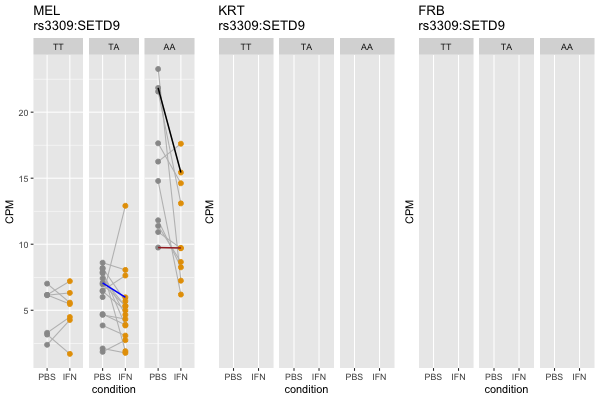 MEL
rs3309:SETD9
TT TA AA
CPM
20
15
10
5
PBS IFN PBS IFN PBS IFN
condition
KRT
rs3309:SETD9
TT TA AA
CPM
PBS IFN PBS IFN PBS IFN
condition
FRB
rs3309:SETD9
TT TA AA
CPM
PBS IFN PBS IFN PBS IFN
condition